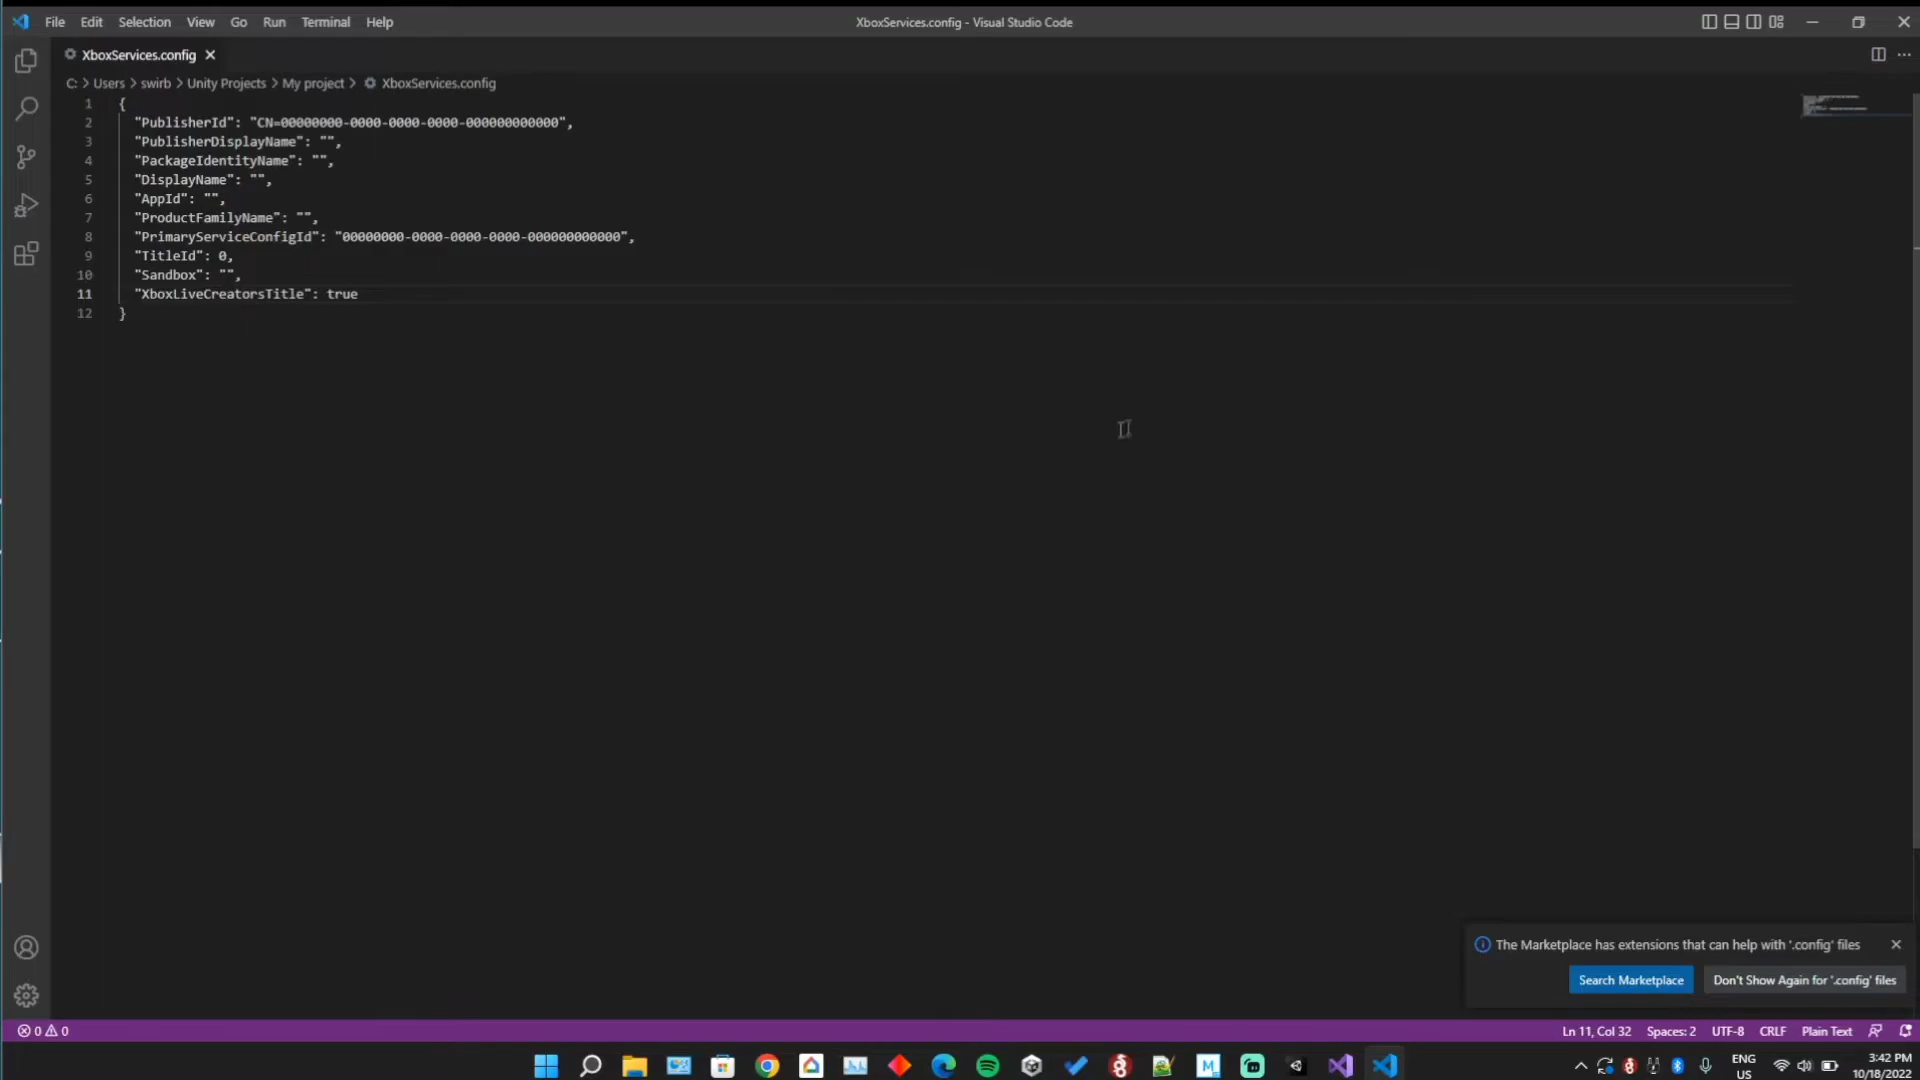 File Edit Selection View Go Run Terminal Help
XboxServices.config - Visual Studio Code
XboxServices.config
C: > Users > swirb > Unity Projects > My project > XboxServices.config
1 {
2 "PublisherId": "CN=00000000-0000-0000-0000-000000000000",
3 "PublisherDisplayName": "",
4 "PackageIdentityName": "",
5 "DisplayName": "",
6 "AppId": "",
7 "ProductFamilyName": "",
8 "PrimaryServiceConfigId": "00000000-0000-0000-0000-000000000000",
9 "TitleId": 0,
10 "Sandbox": "",
11 "XboxLiveCreatorsTitle": true
12 }
The Marketplace has extensions that can help with '.config' files
Search Marketplace Don't Show Again for '.config' files
0 0 Ln 11, Col 32 Spaces: 2 UTF-8 CRLF Plain Text
ENG US
3:42 PM
10/18/2022